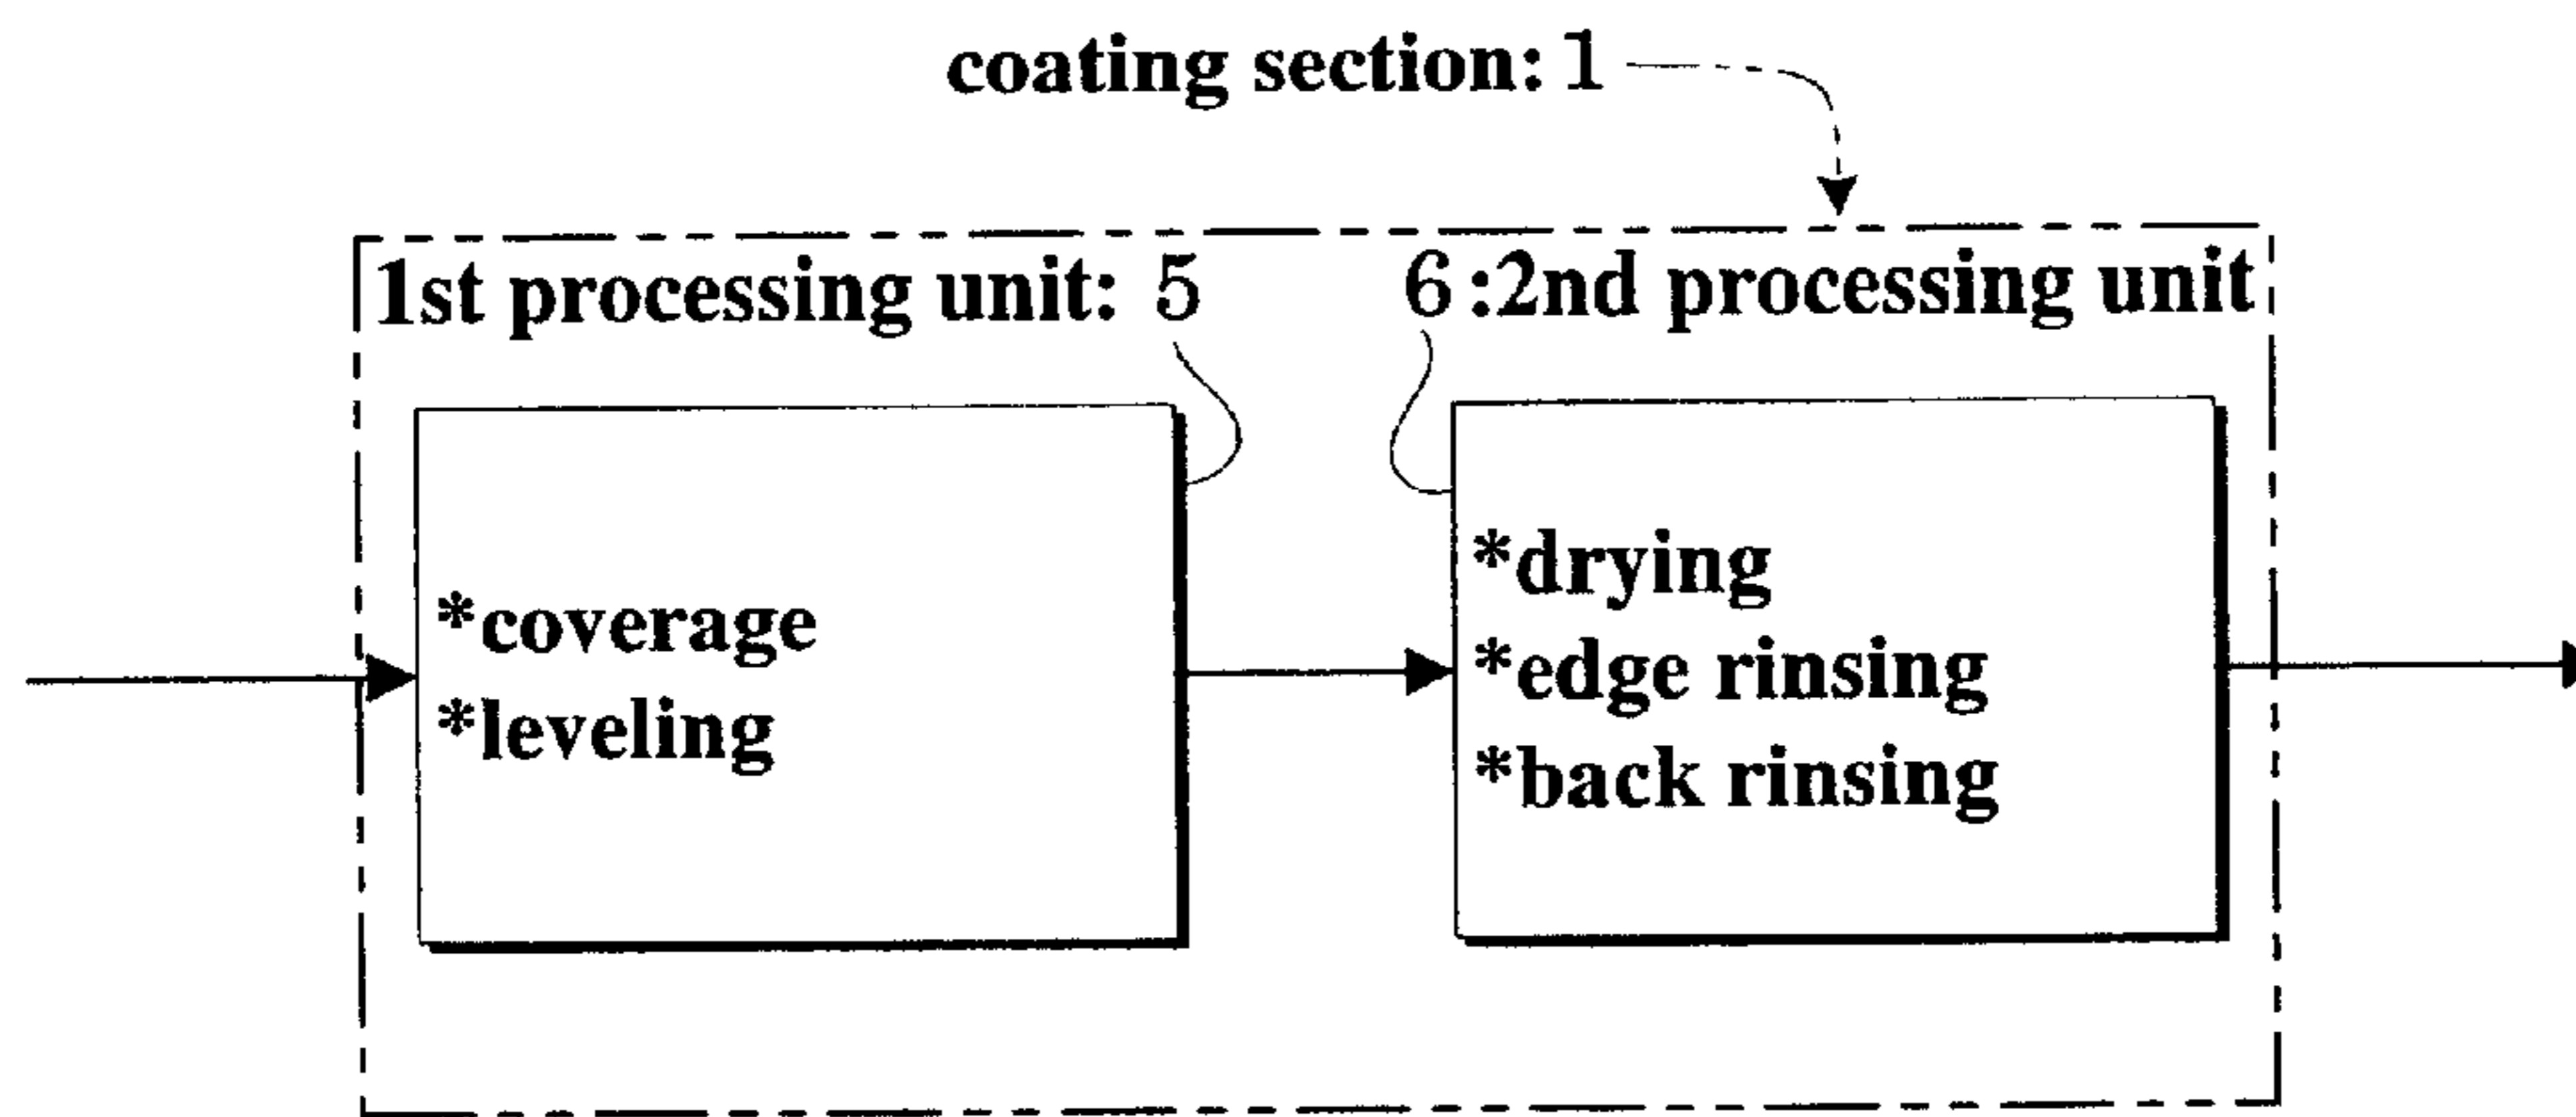 coating section: 1
1st processing unit: 5
6 :2nd processing unit
*coverage
*leveling
*drying
*edge rinsing
*back rinsing